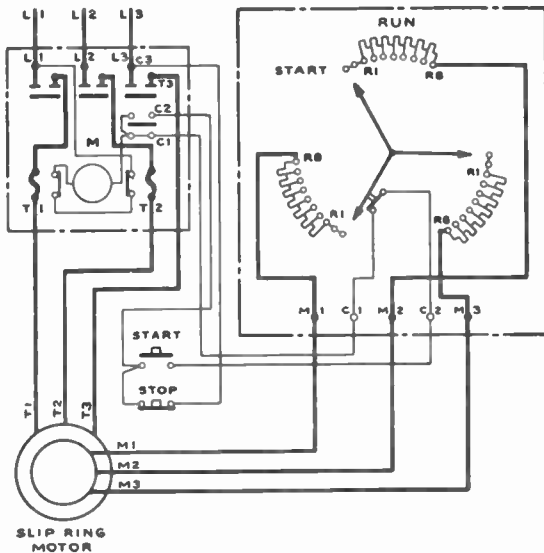 L1 L2 L3
RUN
L1 L2 L3 C3
START R1 R8
T3
C2
C1
M
R8 R1
R1 R8
T1 T2
M1 C1 M2 C2 M3
START
STOP
T1 T2 T3
M1
M2
M3
SLIP RING
MOTOR